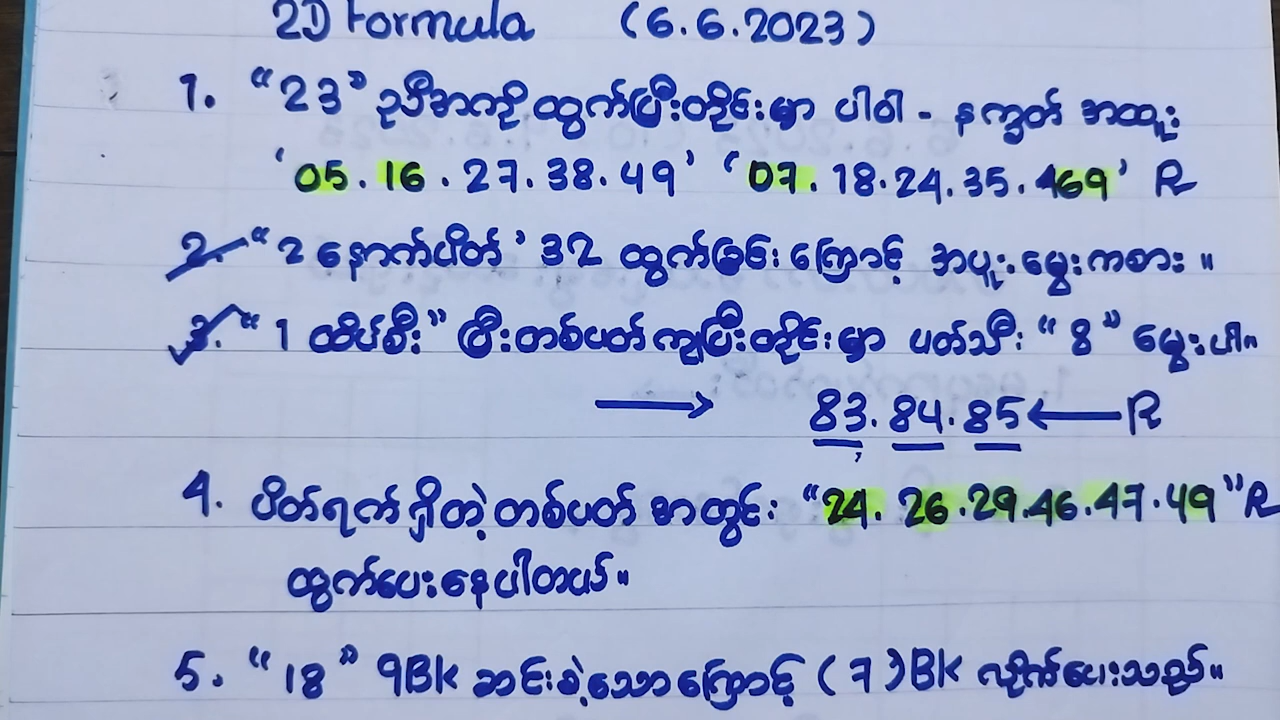 2D Formula (6.6.2023)
1. “23” ညီအကို ထွက်ပြီးတိုင်းမှာ ပါဝါ - နက္ခတ် အထူး
‘05.16.27.38.49’ ‘07.18.24.35.469’ R
2. “2 နောက်ပိတ်’ 32 ထွက်ခြင်းကြောင့် အပူးမွေးကစား။
3. “1 ထိပ်စီး” ပြီးတစ်ပတ်ကျပြီးတိုင်းမှာ ပတ်သီး “8” မွေးပါ။
→ 83.84.85 ← R
4. ပိတ်ရက်ရှိတဲ့တစ်ပတ်အတွင်း “24.26.29.46.47.49” R
ထွက်ပေးနေပါတယ်။
5. “18” 9BK ဆင်းခဲ့သောကြောင့် (7)BK လိုက်ပေးသည်။